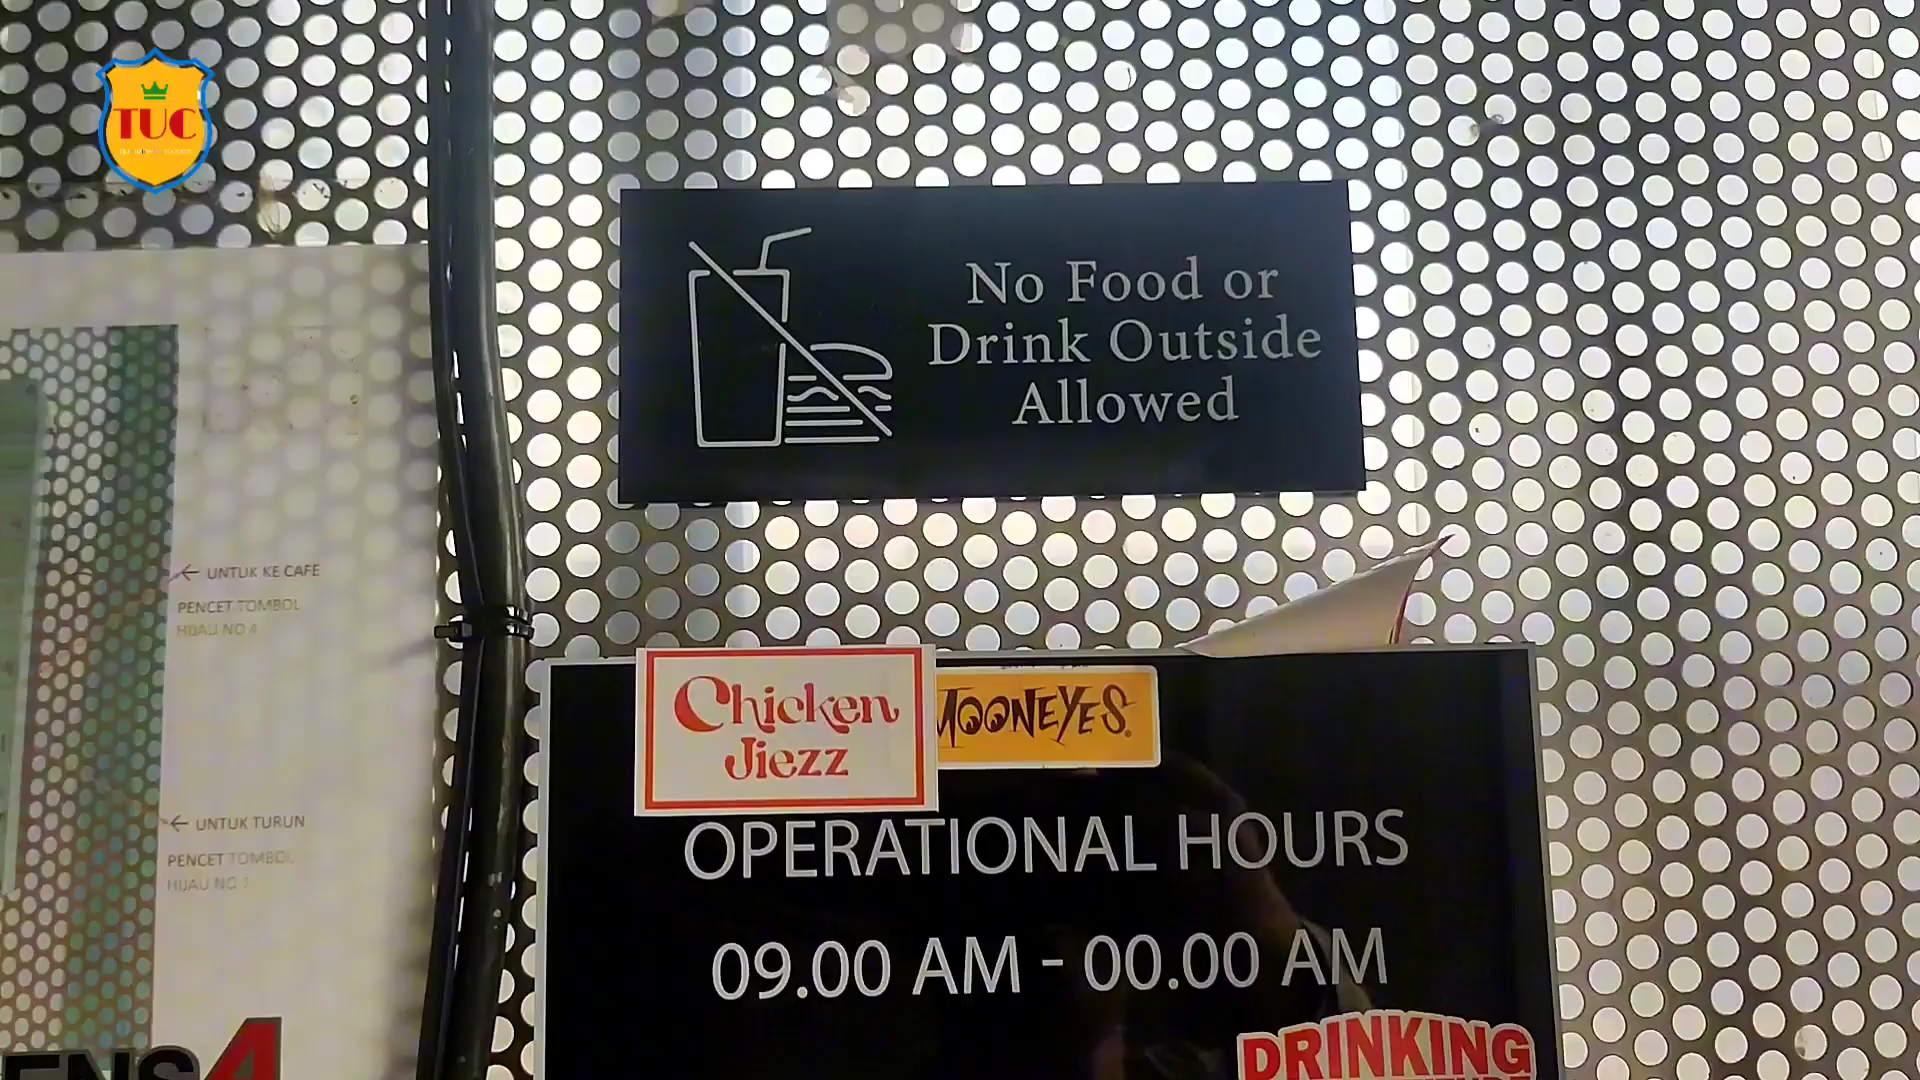 TUC
No Food or
Drink Outside
Allowed
← UNTUK KE CAFE
PENCET TOMBOL
HIJAU NO 4
Chicken
Jiezz
MOONEYES.
OPERATIONAL HOURS
← UNTUK TURUN
PENCET TOMBOL
HIJAU NO
09.00 AM - 00.00 AM
ENS4
DRINKING